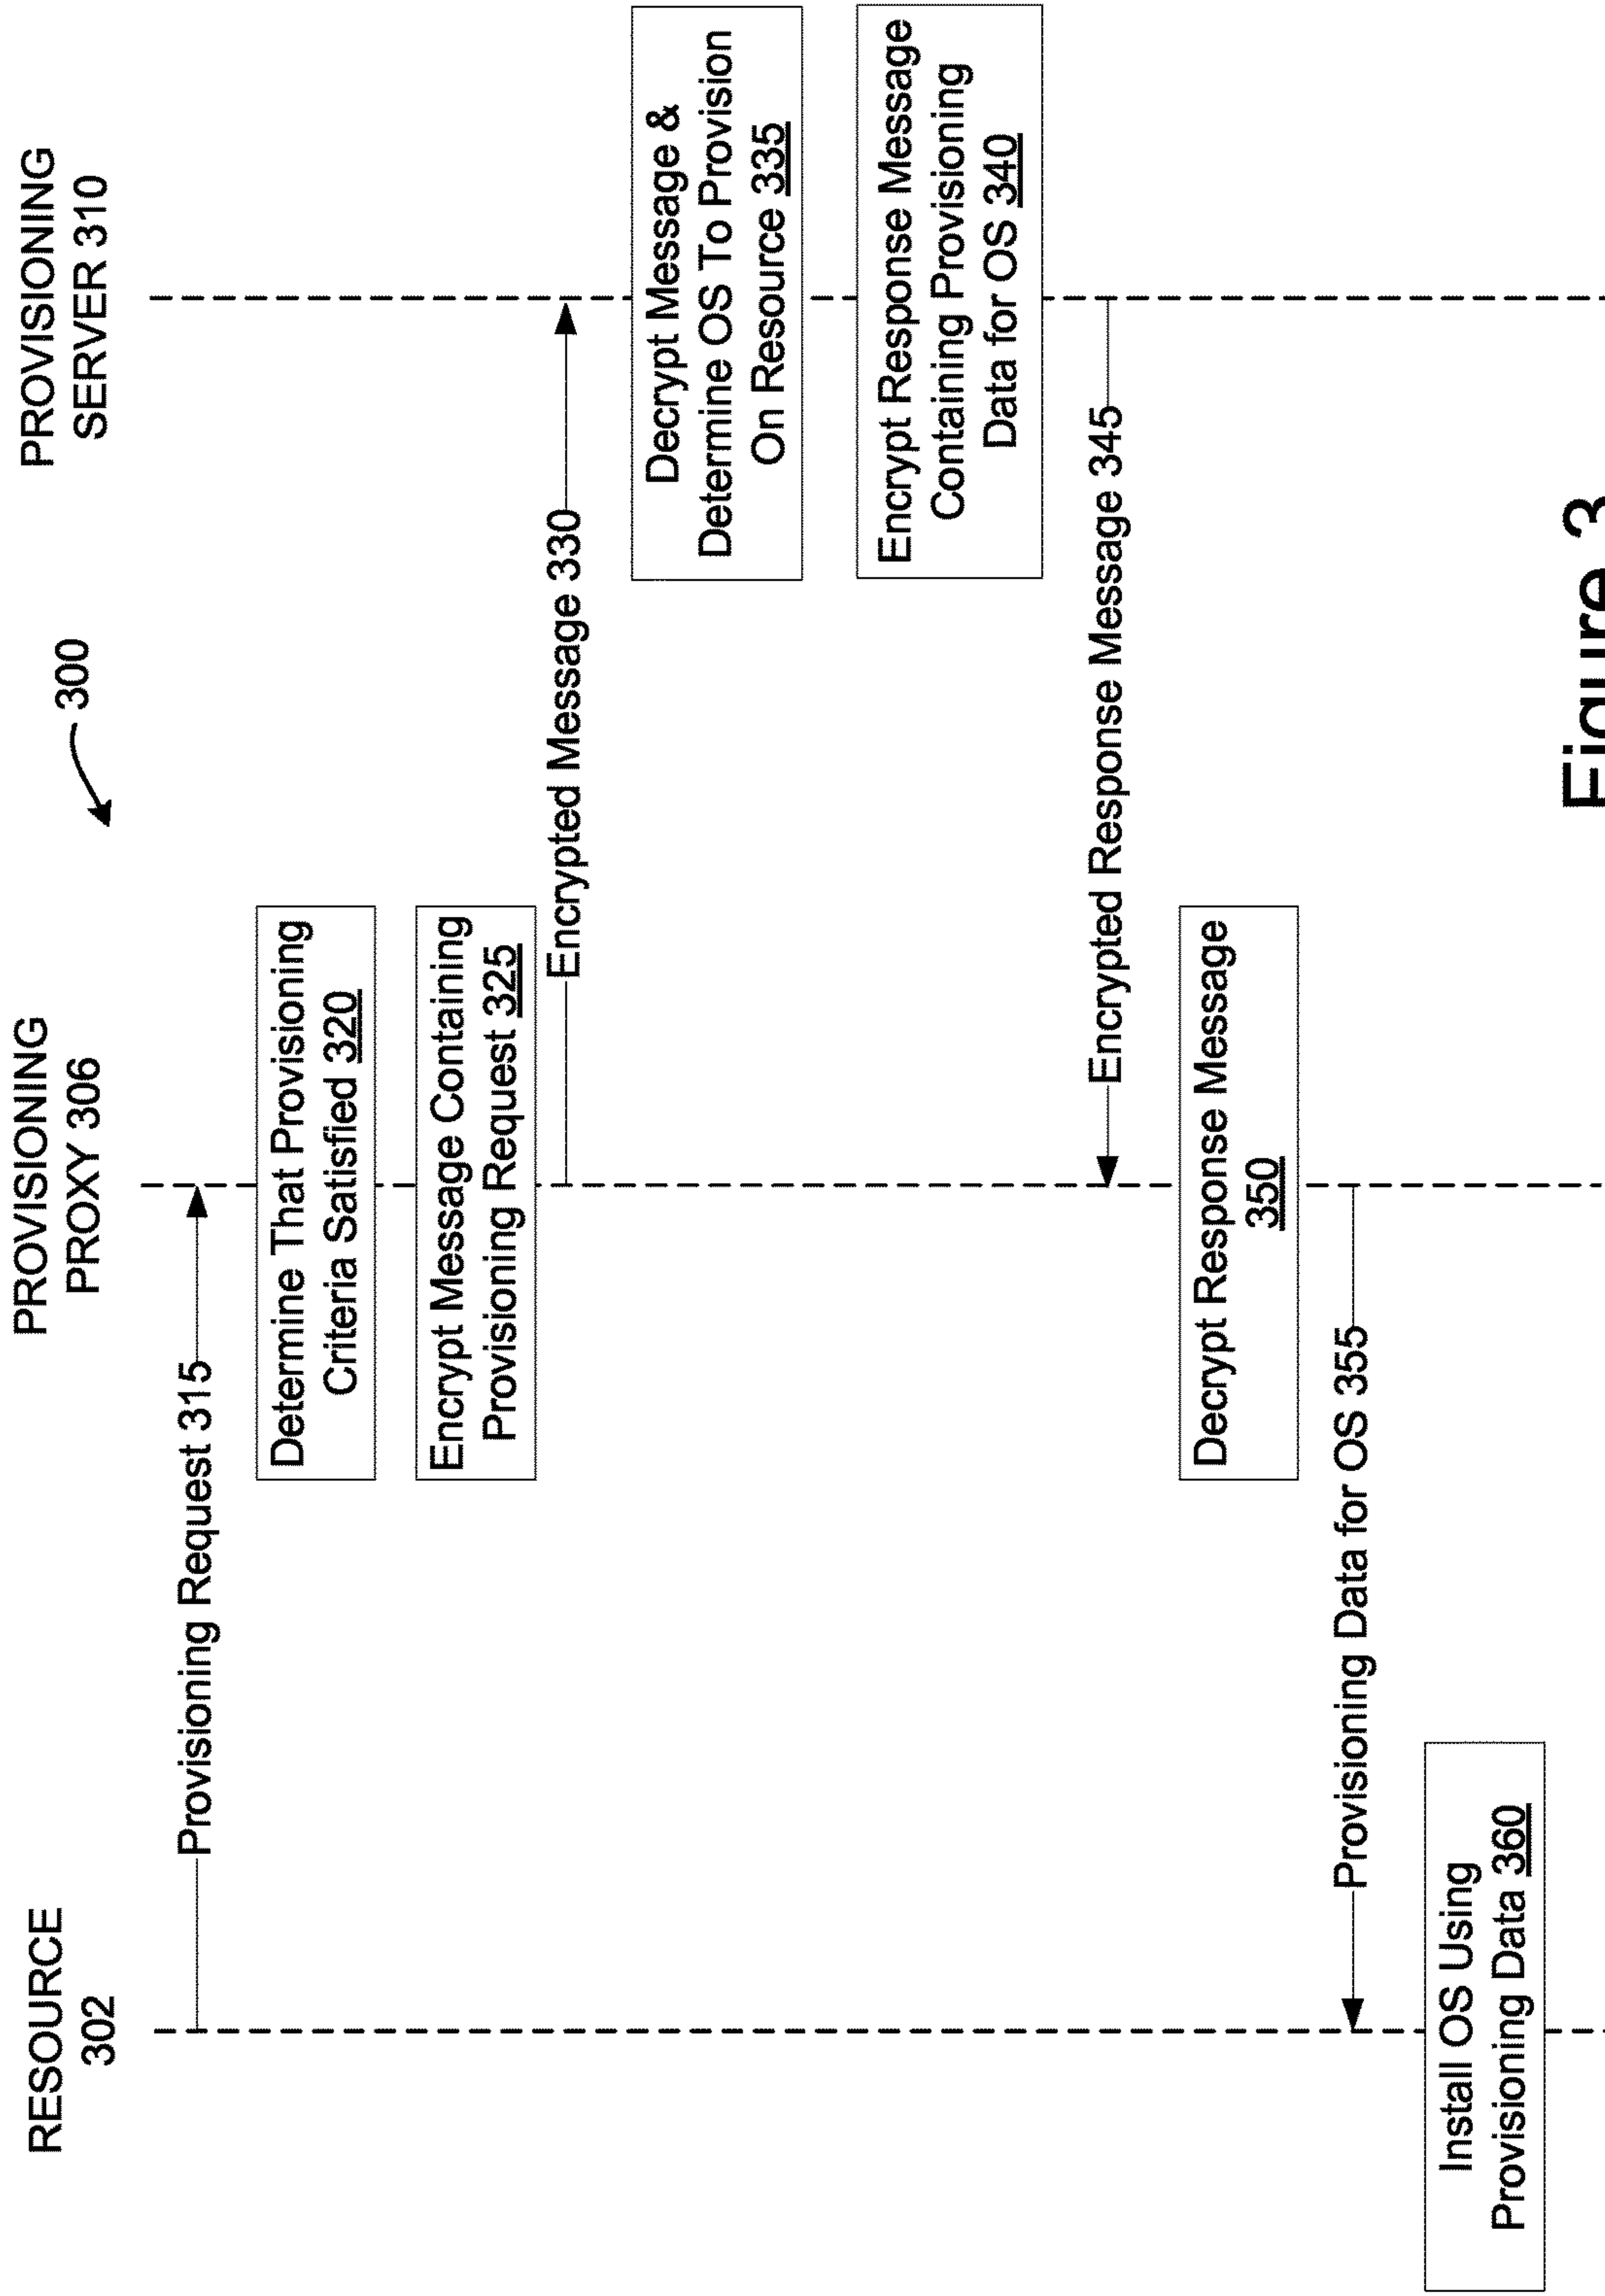 300
RESOURCE
302
PROVISIONING
PROXY 306
PROVISIONING
SERVER 310
Provisioning Request 315
Determine That Provisioning
Criteria Satisfied 320
Encrypt Message Containing
Provisioning Request 325
Encrypted Message 330
Decrypt Message &
Determine OS To Provision
On Resource 335
Encrypt Response Message
Containing Provisioning
Data for OS 340
Encrypted Response Message 345
Decrypt Response Message
350
Provisioning Data for OS 355
Install OS Using
Provisioning Data 360
Figure 3